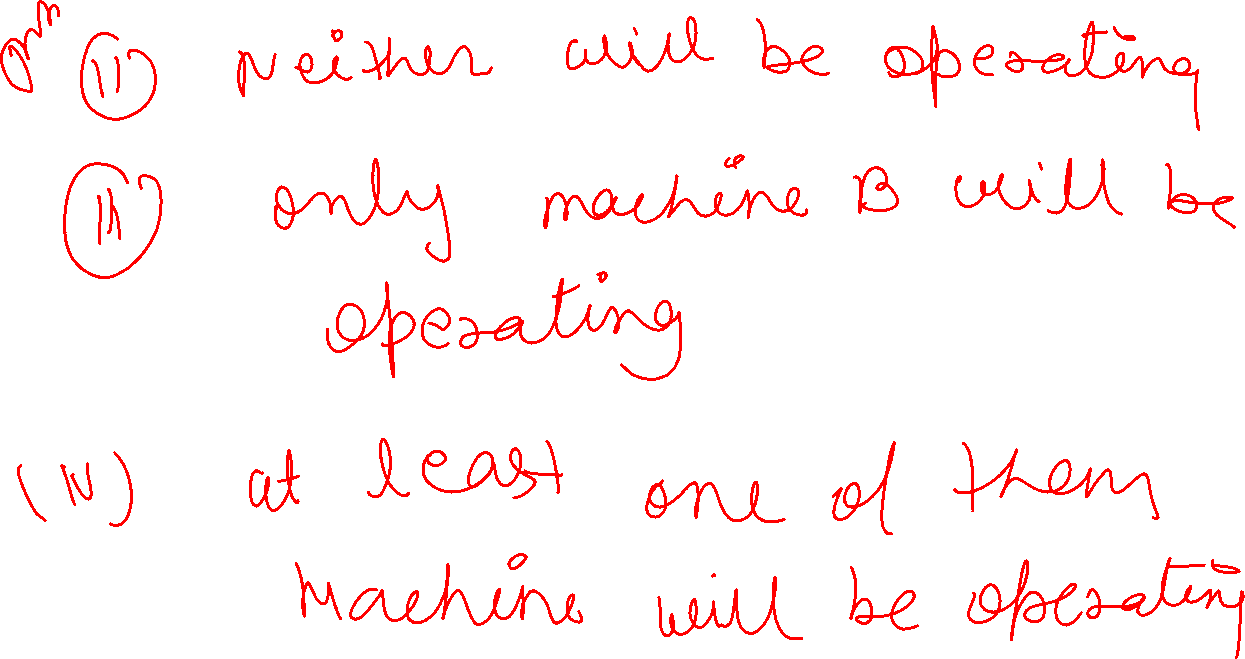 (ii) Neither will be operating
(iii) only machine B will be
operating
(iv) at least one of them
Machine will be operating